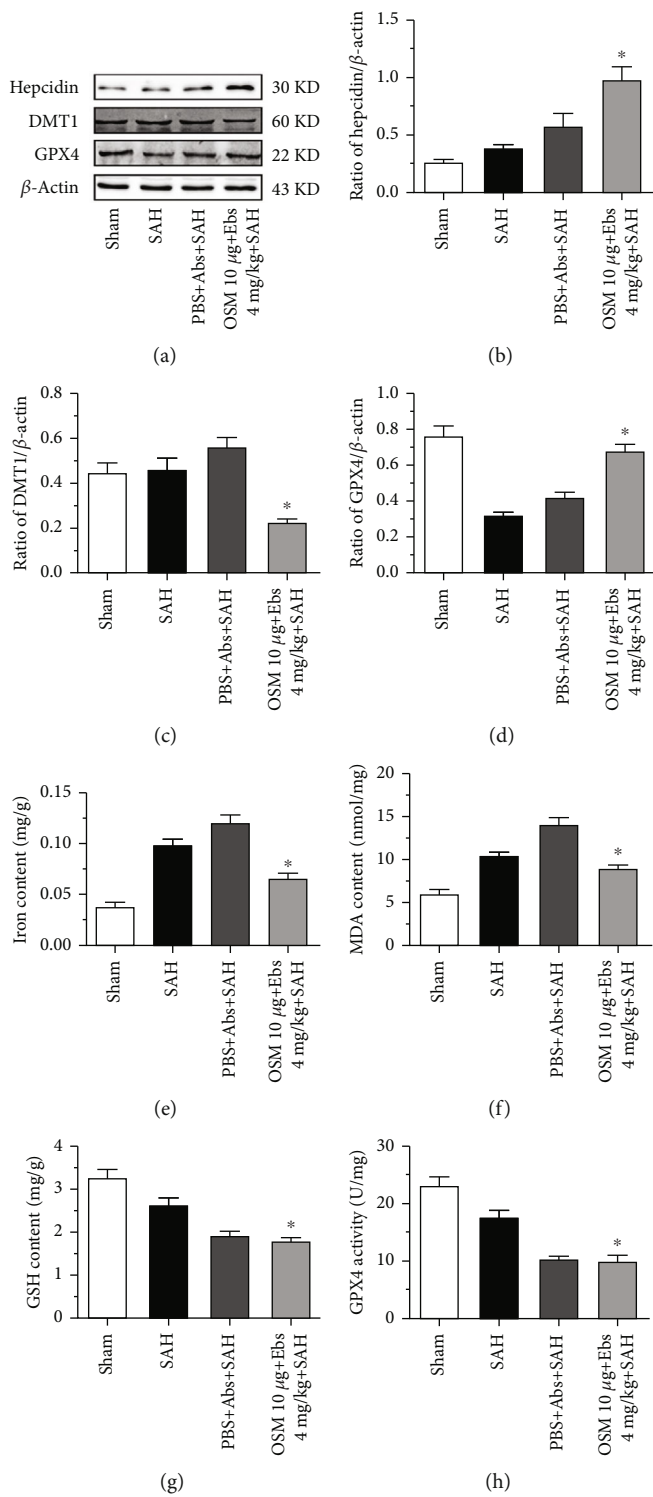 Hepcidin 30 KD
DMT1 60 KD
GPX4 22 KD
β-Actin 43 KD
Sham
SAH
PBS+Abs+SAH
OSM 10 μg+Ebs
4 mg/kg+SAH
(a)
Ratio of hepcidin/β-actin
1.5
1.0
0.5
0.0
*
Sham
SAH
PBS+Abs+SAH
OSM 10 μg+Ebs
4 mg/kg+SAH
(b)
Ratio of DMT1/β-actin
0.8
0.6
0.4
0.2
0.0
*
Sham
SAH
PBS+Abs+SAH
OSM 10 μg+Ebs
4 mg/kg+SAH
(c)
Ratio of GPX4/β-actin
1.0
0.8
0.6
0.4
0.2
0.0
*
Sham
SAH
PBS+Abs+SAH
OSM 10 μg+Ebs
4 mg/kg+SAH
(d)
Iron content (mg/g)
0.15
0.10
0.05
0.00
*
Sham
SAH
PBS+Abs+SAH
OSM 10 μg+Ebs
4 mg/kg+SAH
(e)
MDA content (nmol/mg)
20
15
10
5
0
*
Sham
SAH
PBS+Abs+SAH
OSM 10 μg+Ebs
4 mg/kg+SAH
(f)
GSH content (mg/g)
4
3
2
1
0
*
Sham
SAH
PBS+Abs+SAH
OSM 10 μg+Ebs
4 mg/kg+SAH
(g)
GPX4 activity (U/mg)
30
20
10
0
*
Sham
SAH
PBS+Abs+SAH
OSM 10 μg+Ebs
4 mg/kg+SAH
(h)